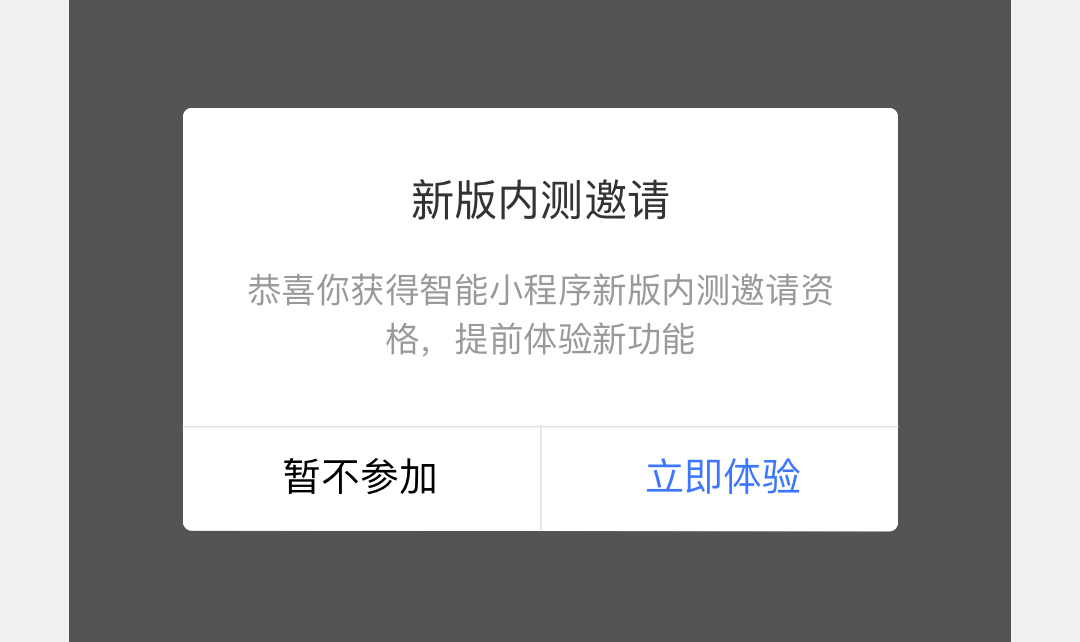 新版内测邀请
恭喜你获得智能小程序新版内测邀请资
格，提前体验新功能
暂不参加
立即体验